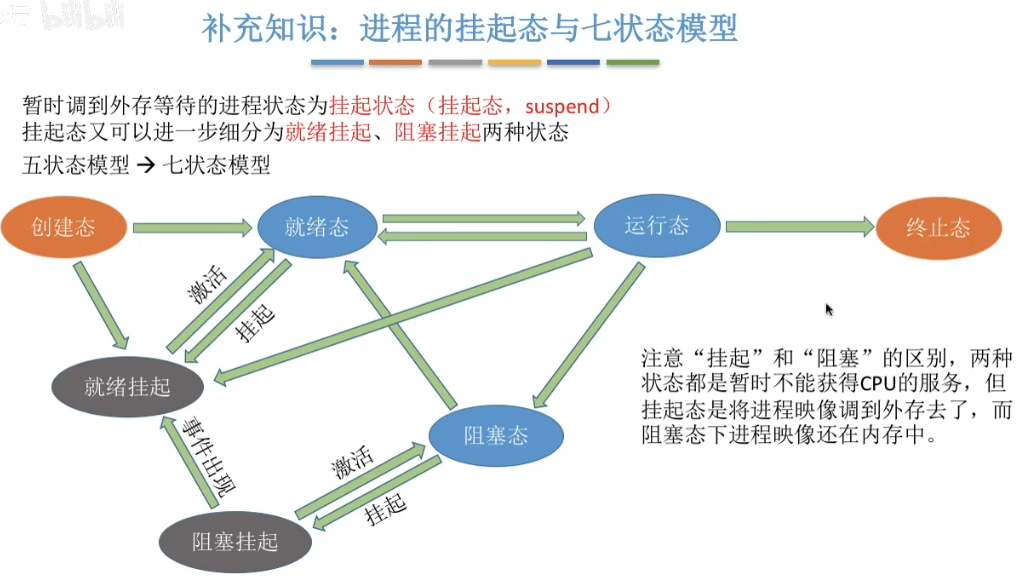 bilibili
补充知识：进程的挂起态与七状态模型
暂时调到外存等待的进程状态为挂起状态（挂起态，suspend）
挂起态又可以进一步细分为就绪挂起、阻塞挂起两种状态
五状态模型 → 七状态模型
创建态
就绪态
运行态
终止态
激活
挂起
就绪挂起
注意“挂起”和“阻塞”的区别，两种
状态都是暂时不能获得CPU的服务，但
挂起态是将进程映像调到外存去了，而
阻塞态下进程映像还在内存中。
阻塞态
事件出现
激活
挂起
阻塞挂起